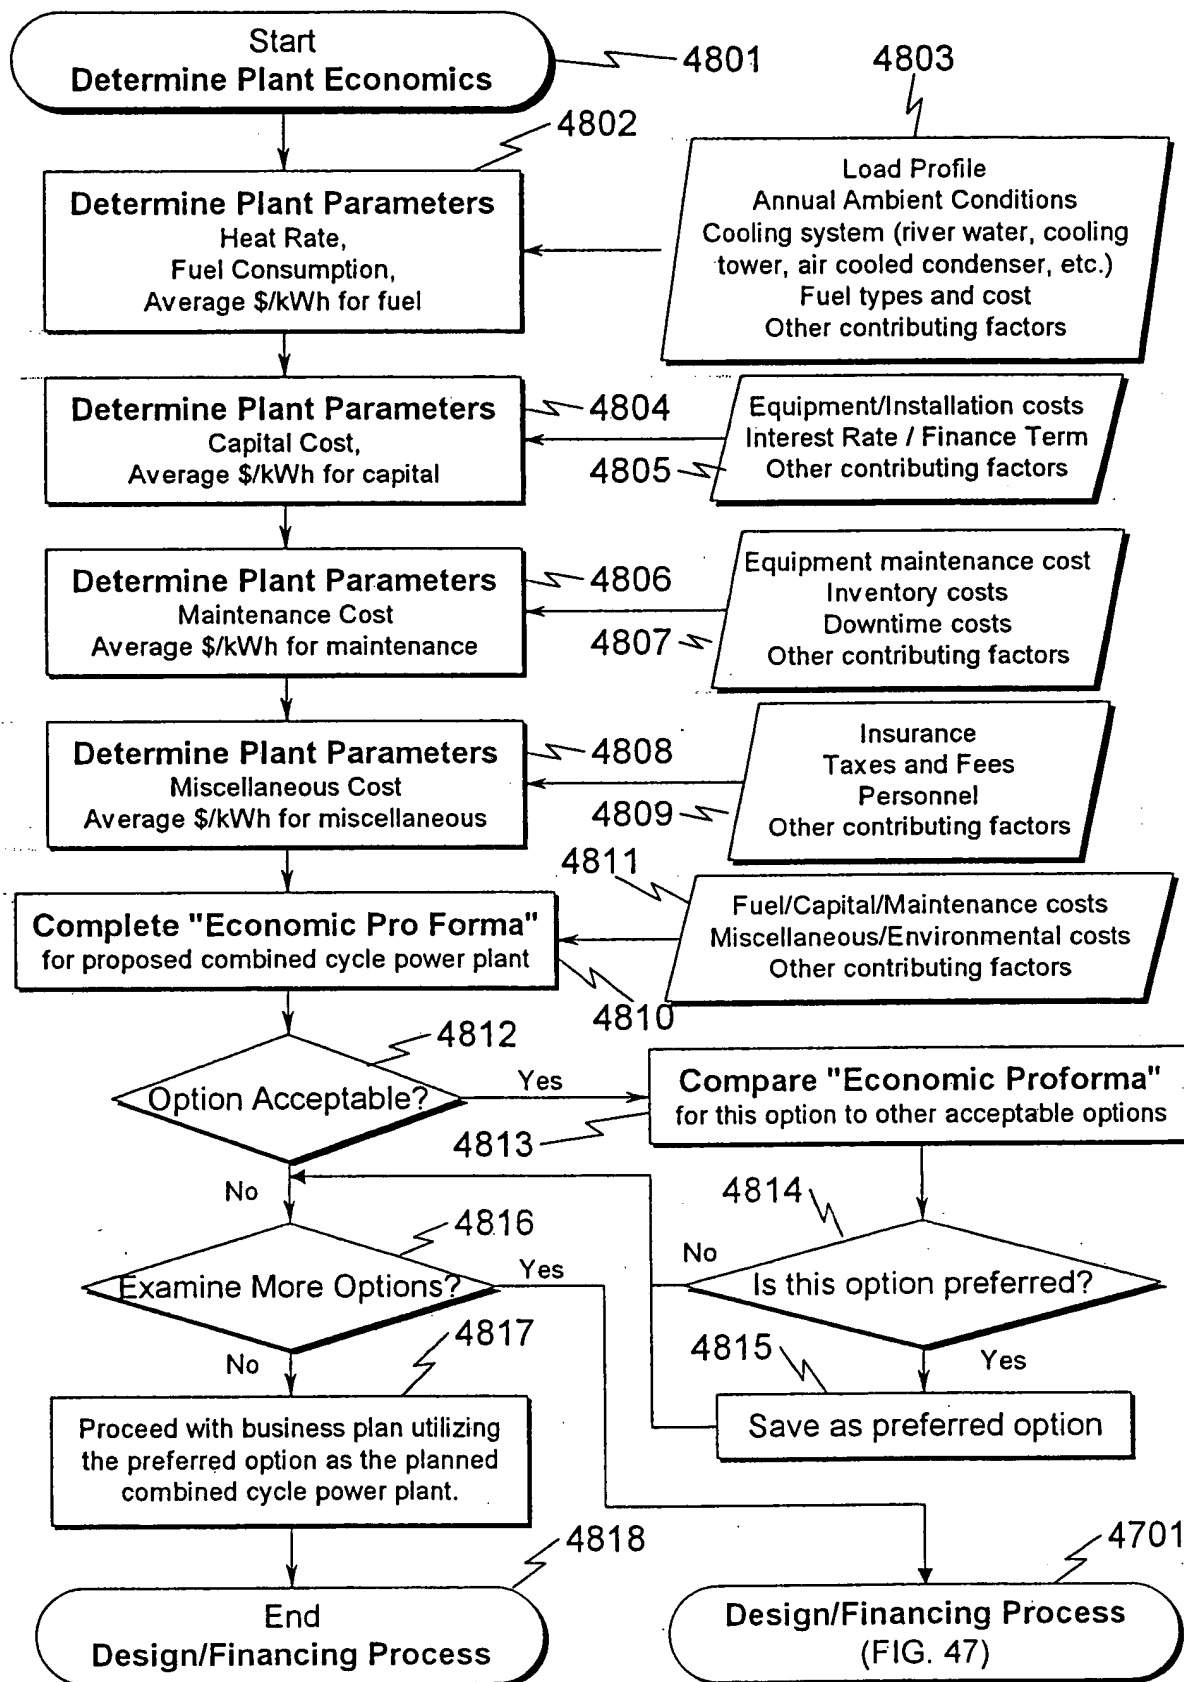 Start
Determine Plant Economics
4801
4803
4802
Determine Plant Parameters
Heat Rate,
Fuel Consumption,
Average $/kWh for fuel
Load Profile
Annual Ambient Conditions
Cooling system (river water, cooling
tower, air cooled condenser, etc.)
Fuel types and cost
Other contributing factors
Determine Plant Parameters
Capital Cost,
Average $/kWh for capital
4804
4805
Equipment/Installation costs
Interest Rate / Finance Term
Other contributing factors
Determine Plant Parameters
Maintenance Cost
Average $/kWh for maintenance
4806
4807
Equipment maintenance cost
Inventory costs
Downtime costs
Other contributing factors
Determine Plant Parameters
Miscellaneous Cost
Average $/kWh for miscellaneous
4808
4809
Insurance
Taxes and Fees
Personnel
Other contributing factors
4811
Complete "Economic Pro Forma"
for proposed combined cycle power plant
Fuel/Capital/Maintenance costs
Miscellaneous/Environmental costs
Other contributing factors
4810
4812
Option Acceptable?
Yes
Compare "Economic Proforma"
for this option to other acceptable options
4813
No
4814
4816
Examine More Options?
Yes
No
Is this option preferred?
4817
No
4815
Yes
Proceed with business plan utilizing
the preferred option as the planned
combined cycle power plant.
Save as preferred option
4818
4701
End
Design/Financing Process
Design/Financing Process
(FIG. 47)